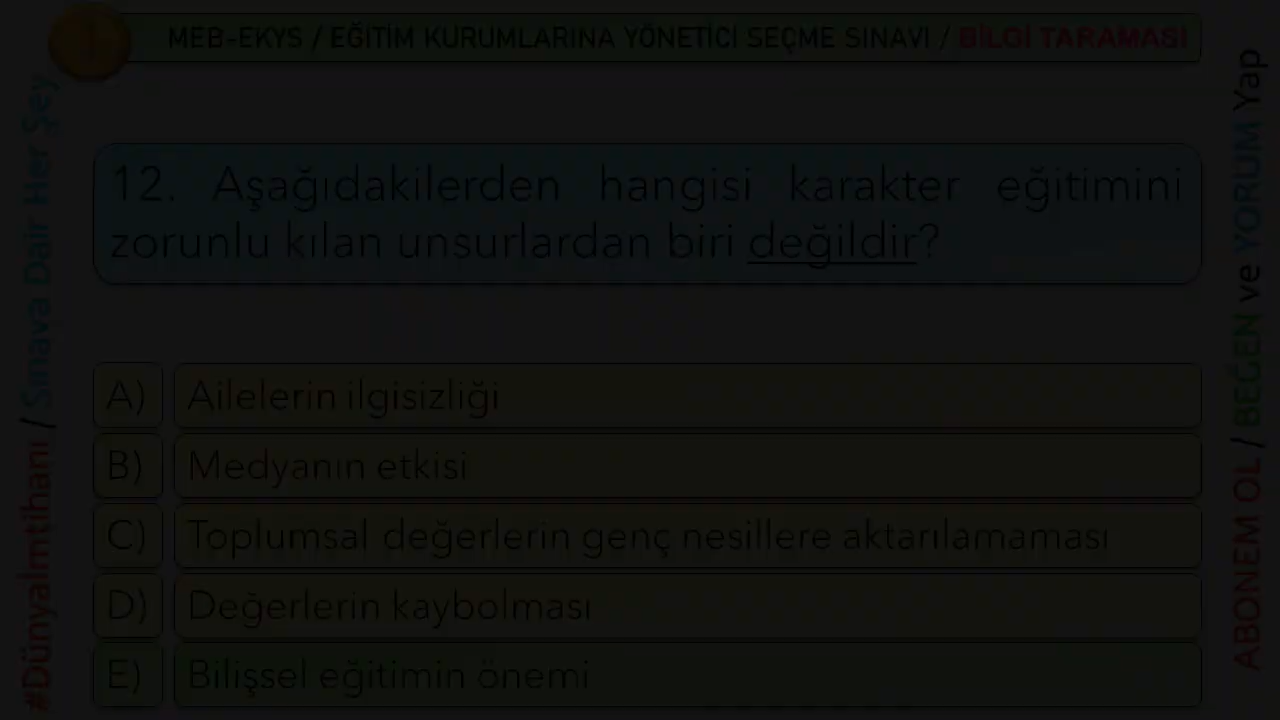 MEB-EKYS / EĞİTİM KURUMLARINA YÖNETİCİ SEÇME SINAVI / BİLGİ TARAMASI
12. Aşağıdakilerden hangisi karakter eğitimini
zorunlu kılan unsurlardan biri değildir?
A) Ailelerin ilgisizliği
B) Medyanın etkisi
C) Toplumsal değerlerin genç nesillere aktarılamaması
D) Değerlerin kaybolması
E) Bilişsel eğitimin önemi
#Dünyalmtihanı / Sınava Dair Her Şey
ABONEM OL / BEĞEN ve YORUM Yap